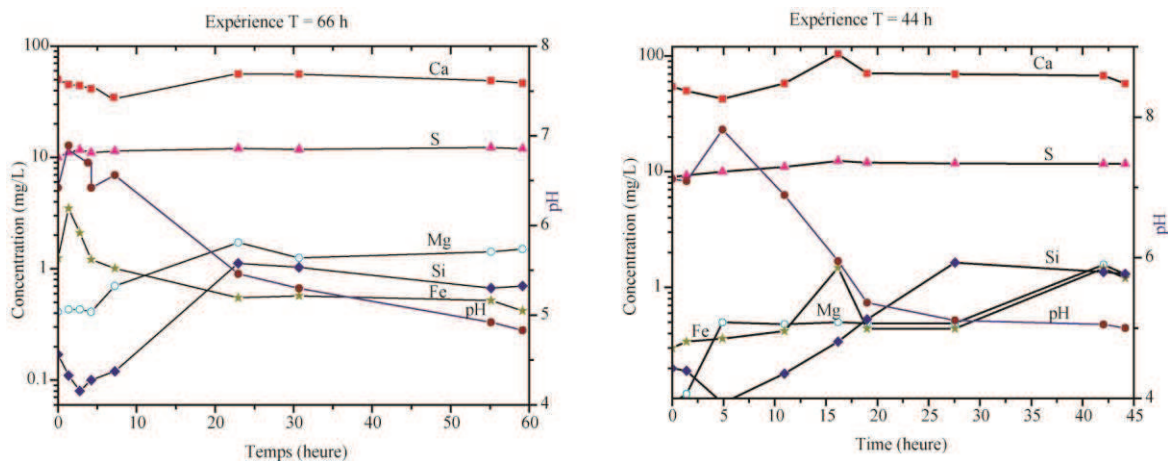 Expérience T = 66 h
100
10
1
0.1
Concentration (mg/L)
Ca
S
Mg
Si
Fe
pH
8
7
6
5
4
pH
0 10 20 30 40 50 60
Temps (heure)
Expérience T = 44 h
100
10
1
Concentration (mg/L)
Ca
S
Si
Mg
Fe
pH
8
6
4
pH
0 5 10 15 20 25 30 35 40 45
Time (heure)